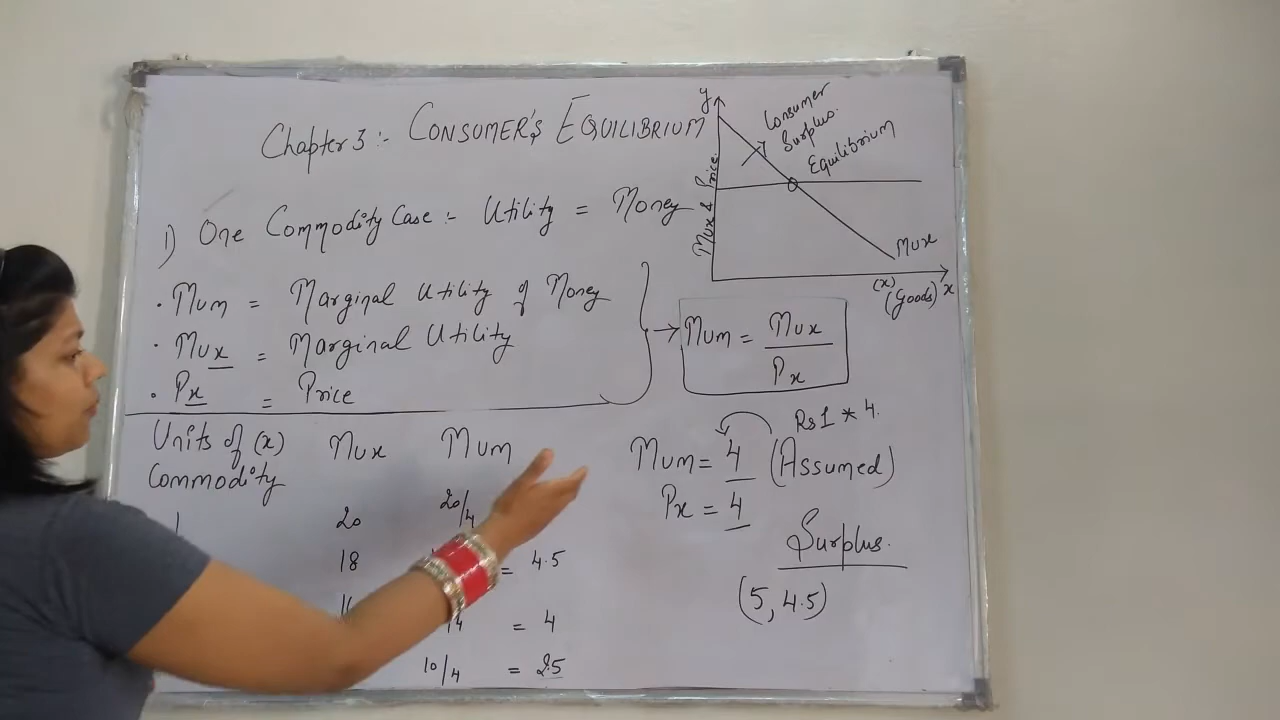 Chapter 3 :- CONSUMER'S EQUILIBRIUM
1) One Commodity Case :- Utility = Money
• Mum = Marginal Utility of Money
• Mux = Marginal Utility
• Px = Price
Mum = Mux / Px
y
Consumer
Surplus.
Equilibrium
Mux & Price
Mux
(x)
(Goods) x
Units of (x)
Commodity
Mux
Mum
1
20
20/4
18
= 4.5
= 4
10/4 = 2.5
Rs 1 * 4.
Mum = 4 (Assumed)
Px = 4
Surplus.
(5, 4.5)